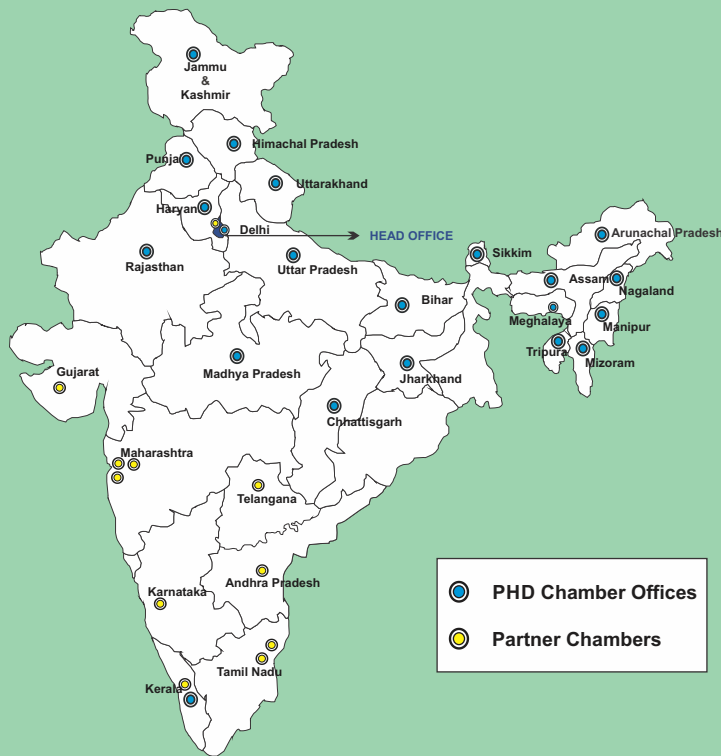 Jammu
&
Kashmir
Himachal Pradesh
Punja
Uttarakhand
Haryan
Delhi
HEAD OFFICE
Rajasthan
Uttar Pradesh
Sikkim
Arunachal Pradesh
Assam
Nagaland
Bihar
Meghalaya
Manipur
Tripura
Mizoram
Gujarat
Madhya Pradesh
Jharkhand
Chhattisgarh
Maharashtra
Telangana
Andhra Pradesh
Karnataka
Tamil Nadu
Kerala
PHD Chamber Offices
Partner Chambers